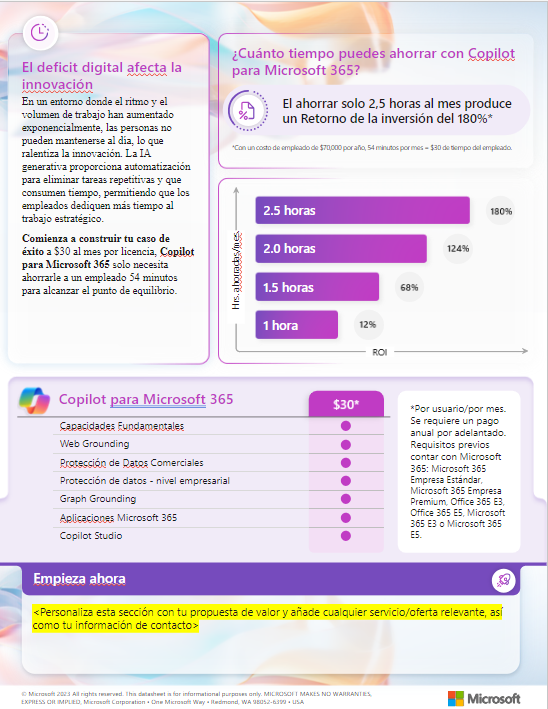 El deficit digital afecta la
innovación
En un entorno donde el ritmo y el
volumen de trabajo han aumentado
exponencialmente, las personas no
pueden mantenerse al día, lo que
ralentiza la innovación. La IA
generativa proporciona automatización
para eliminar tareas repetitivas y que
consumen tiempo, permitiendo que los
empleados dediquen más tiempo al
trabajo estratégico.
Comienza a construir tu caso de
éxito a $30 al mes por licencia, Copilot
para Microsoft 365 solo necesita
ahorrarle a un empleado 54 minutos
para alcanzar el punto de equilibrio.
¿Cuánto tiempo puedes ahorrar con Copilot
para Microsoft 365?
%
El ahorrar solo 2,5 horas al mes produce
un Retorno de la inversión del 180%*
*Con un costo de empleado de $70,000 por año, 54 minutos por mes = $30 de tiempo del empleado.
Hrs. ahorradas/mes.
2.5 horas 180%
2.0 horas 124%
1.5 horas 68%
1 hora 12%
ROI
Copilot para Microsoft 365 $30*
Capacidades Fundamentales
Web Grounding
Protección de Datos Comerciales
Protección de datos - nivel empresarial
Graph Grounding
Aplicaciones Microsoft 365
Copilot Studio
*Por usuario/por mes.
Se requiere un pago
anual por adelantado.
Requisitos previos
contar con Microsoft
365: Microsoft 365
Empresa Estándar,
Microsoft 365 Empresa
Premium, Office 365 E3,
Office 365 E5, Microsoft
365 E3 o Microsoft 365
E5.
Empieza ahora
<Personaliza esta sección con tu propuesta de valor y añade cualquier servicio/oferta relevante, así
como tu información de contacto>
© Microsoft 2023 All rights reserved. This datasheet is for informational purposes only. MICROSOFT MAKES NO WARRANTIES,
EXPRESS OR IMPLIED, Microsoft Corporation • One Microsoft Way • Redmond, WA 98052-6399 • USA
Microsoft